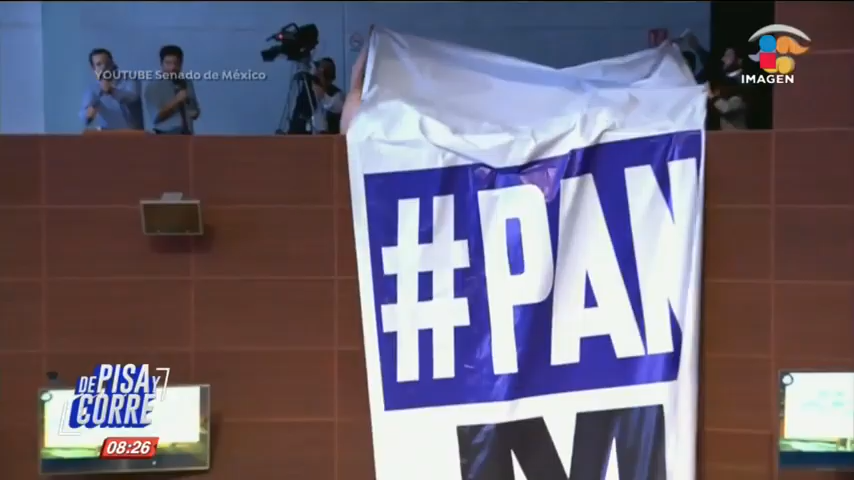 YOUTUBE Senado de México
IMAGEN
#PAN
DE PISA Y
CORRE
08:26